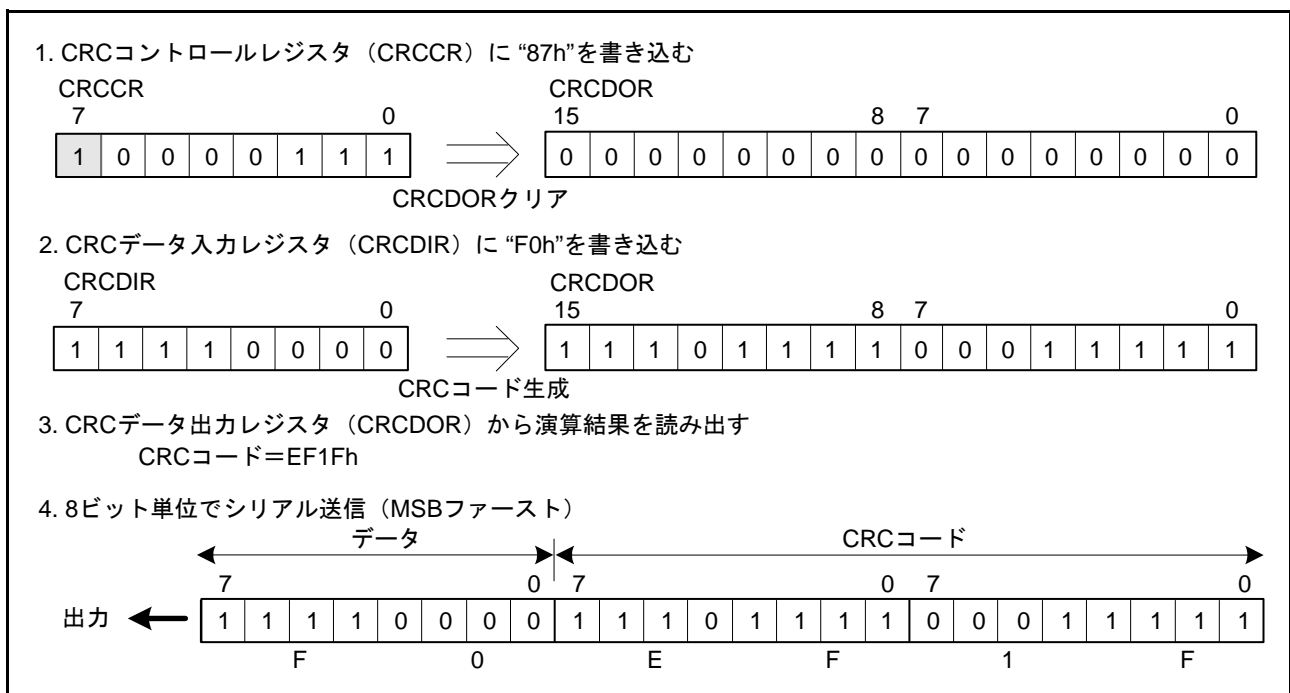 1. CRCコントロールレジスタ（CRCCR）に “87h”を書き込む
CRCCR
CRCDOR
7 0
15 8 7 0
1 0 0 0 0 1 1 1
0 0 0 0 0 0 0 0 0 0 0 0 0 0 0 0
CRCDORクリア
2. CRCデータ入力レジスタ（CRCDIR）に “F0h”を書き込む
CRCDIR
CRCDOR
7 0
15 8 7 0
1 1 1 1 0 0 0 0
1 1 1 0 1 1 1 1 0 0 0 1 1 1 1 1
CRCコード生成
3. CRCデータ出力レジスタ（CRCDOR）から演算結果を読み出す
CRCコード＝EF1Fh
4. 8ビット単位でシリアル送信（MSBファースト）
データ
CRCコード
7 0 7 0 7 0
出力
1 1 1 1 0 0 0 0 1 1 1 0 1 1 1 1 0 0 0 1 1 1 1 1
F 0 E F 1 F